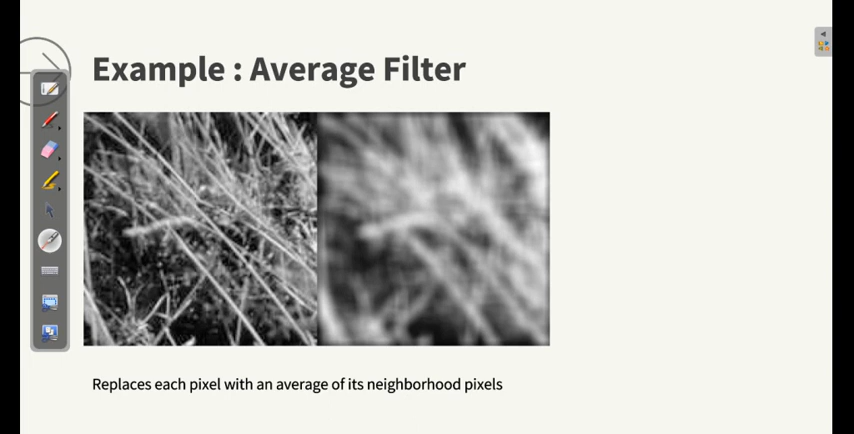 Example : Average Filter
Replaces each pixel with an average of its neighborhood pixels